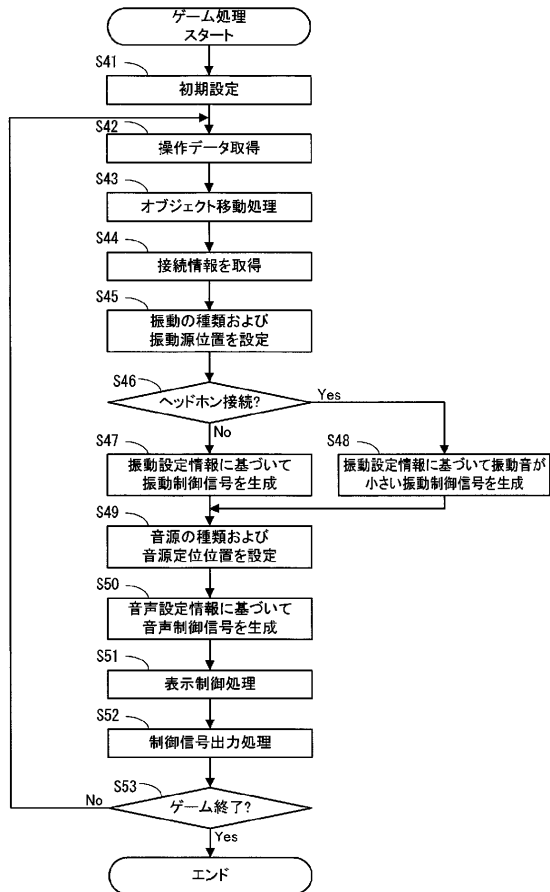 ゲーム処理
スタート
S41
初期設定
S42
操作データ取得
S43
オブジェクト移動処理
S44
接続情報を取得
S45
振動の種類および
振動源位置を設定
S46
ヘッドホン接続?
Yes
No
S47
振動設定情報に基づいて
振動制御信号を生成
S48
振動設定情報に基づいて振動音が
小さい振動制御信号を生成
S49
音源の種類および
音源定位位置を設定
S50
音声設定情報に基づいて
音声制御信号を生成
S51
表示制御処理
S52
制御信号出力処理
S53
ゲーム終了?
No
Yes
エンド